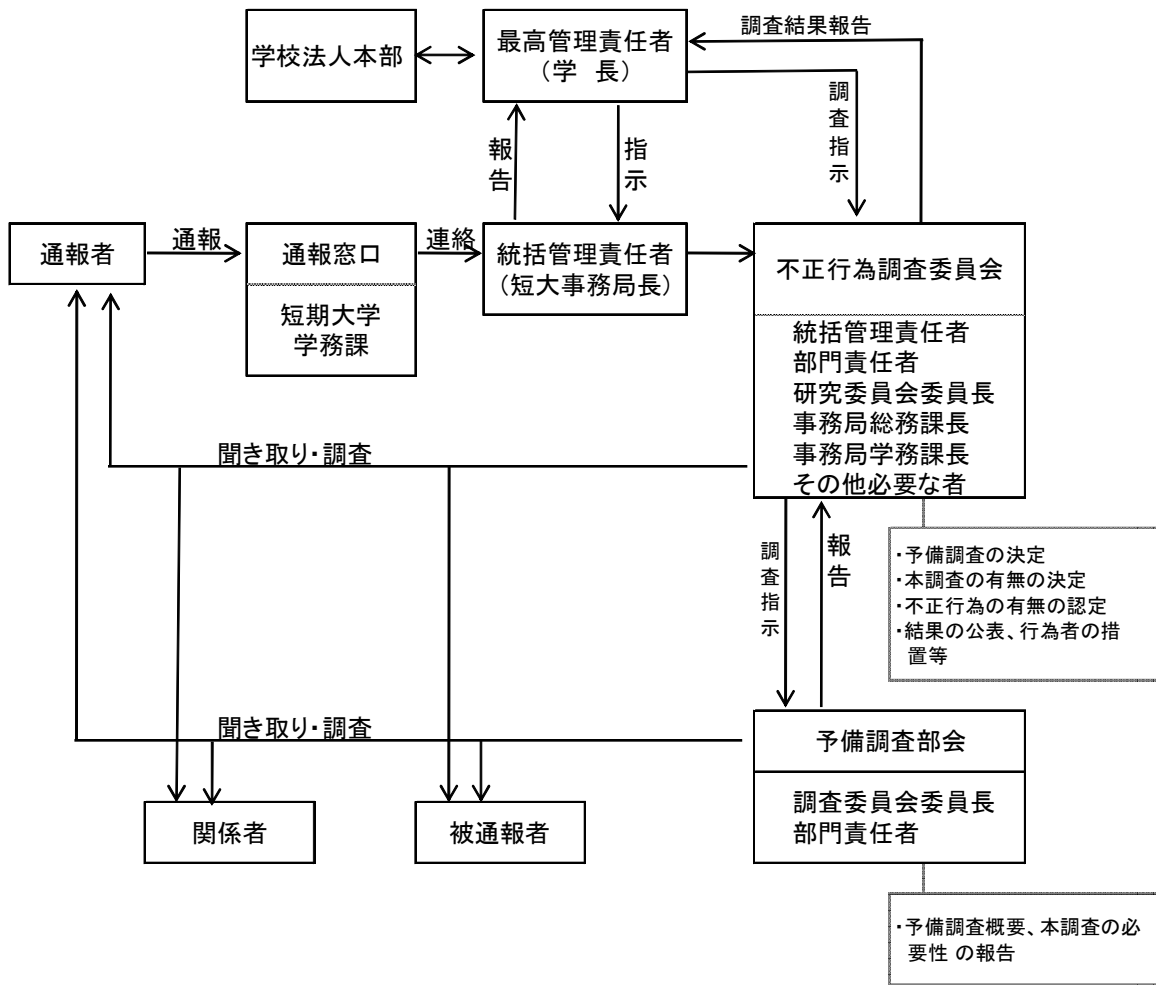 学校法人本部
最高管理責任者
（学　長）
調査結果報告
調査指示
報告
指示
通報者
通報
通報窓口
短期大学
学務課
連絡
統括管理責任者
（短大事務局長）
不正行為調査委員会
統括管理責任者
部門責任者
研究委員会委員長
事務局総務課長
事務局学務課長
その他必要な者
聞き取り・調査
調査指示
報告
・予備調査の決定
・本調査の有無の決定
・不正行為の有無の認定
・結果の公表、行為者の措
置等
聞き取り・調査
予備調査部会
調査委員会委員長
部門責任者
関係者
被通報者
・予備調査概要、本調査の必
要性 の報告